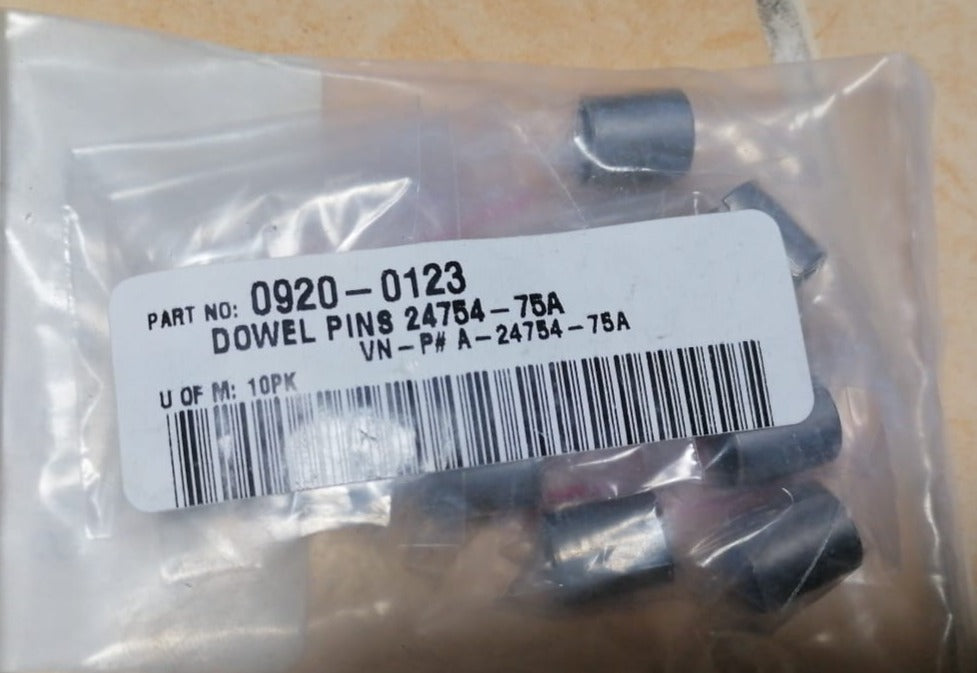 PART NO: 0920-0123
DOWEL PINS 24754-75A
VN-P# A-24754-75A
U OF M: 10PK